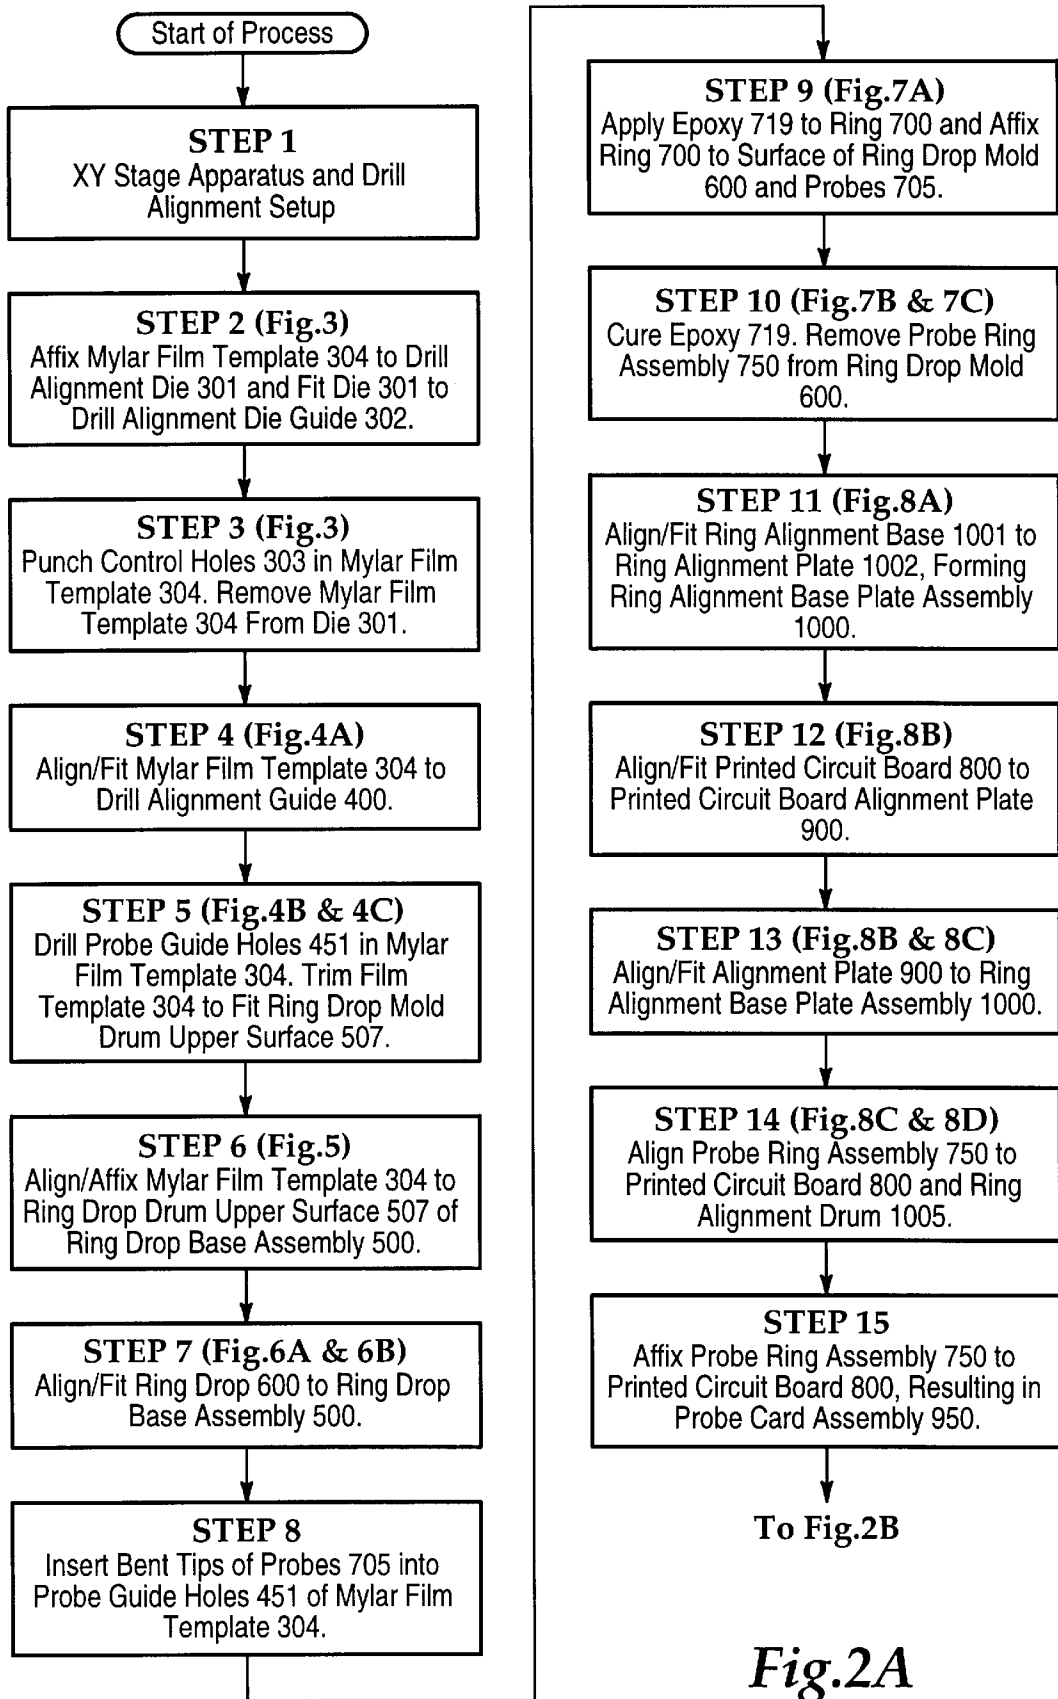 Start of Process
STEP 1
XY Stage Apparatus and Drill
Alignment Setup
STEP 2 (Fig.3)
Affix Mylar Film Template 304 to Drill
Alignment Die 301 and Fit Die 301 to
Drill Alignment Die Guide 302.
STEP 3 (Fig.3)
Punch Control Holes 303 in Mylar Film
Template 304. Remove Mylar Film
Template 304 From Die 301.
STEP 4 (Fig.4A)
Align/Fit Mylar Film Template 304 to
Drill Alignment Guide 400.
STEP 5 (Fig.4B & 4C)
Drill Probe Guide Holes 451 in Mylar
Film Template 304. Trim Film
Template 304 to Fit Ring Drop Mold
Drum Upper Surface 507.
STEP 6 (Fig.5)
Align/Affix Mylar Film Template 304 to
Ring Drop Drum Upper Surface 507 of
Ring Drop Base Assembly 500.
STEP 7 (Fig.6A & 6B)
Align/Fit Ring Drop 600 to Ring Drop
Base Assembly 500.
STEP 8
Insert Bent Tips of Probes 705 into
Probe Guide Holes 451 of Mylar Film
Template 304.
STEP 9 (Fig.7A)
Apply Epoxy 719 to Ring 700 and Affix
Ring 700 to Surface of Ring Drop Mold
600 and Probes 705.
STEP 10 (Fig.7B & 7C)
Cure Epoxy 719. Remove Probe Ring
Assembly 750 from Ring Drop Mold
600.
STEP 11 (Fig.8A)
Align/Fit Ring Alignment Base 1001 to
Ring Alignment Plate 1002, Forming
Ring Alignment Base Plate Assembly
1000.
STEP 12 (Fig.8B)
Align/Fit Printed Circuit Board 800 to
Printed Circuit Board Alignment Plate
900.
STEP 13 (Fig.8B & 8C)
Align/Fit Alignment Plate 900 to Ring
Alignment Base Plate Assembly 1000.
STEP 14 (Fig.8C & 8D)
Align Probe Ring Assembly 750 to
Printed Circuit Board 800 and Ring
Alignment Drum 1005.
STEP 15
Affix Probe Ring Assembly 750 to
Printed Circuit Board 800, Resulting in
Probe Card Assembly 950.
To Fig.2B
Fig.2A